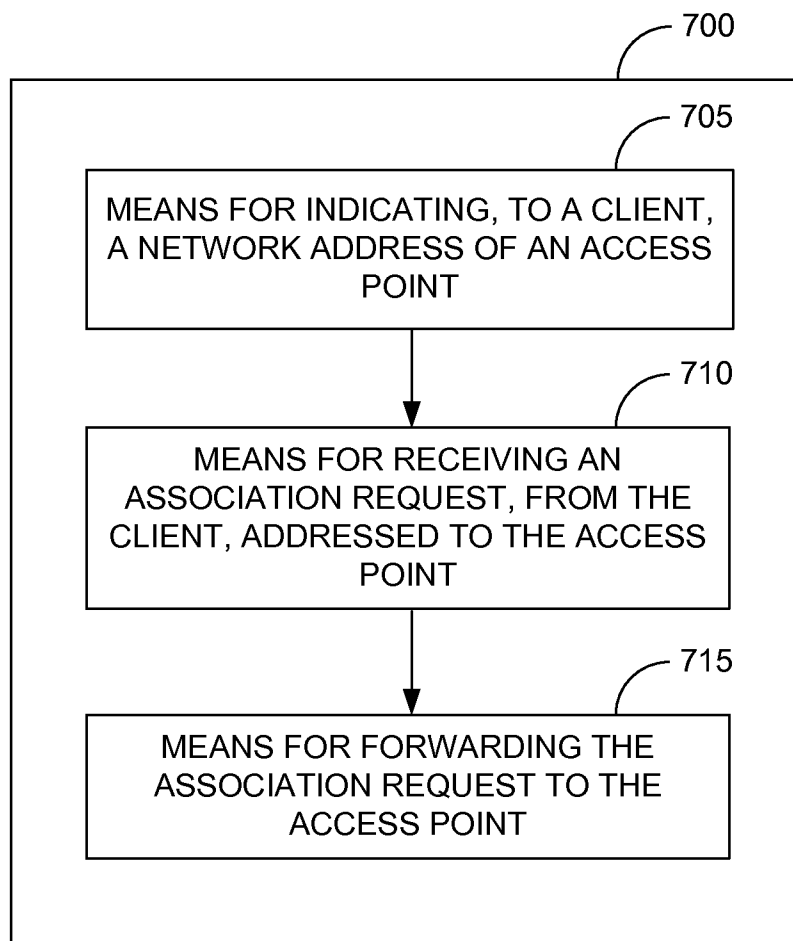 700
705
MEANS FOR INDICATING, TO A CLIENT,
A NETWORK ADDRESS OF AN ACCESS
POINT
710
MEANS FOR RECEIVING AN
ASSOCIATION REQUEST, FROM THE
CLIENT, ADDRESSED TO THE ACCESS
POINT
715
MEANS FOR FORWARDING THE
ASSOCIATION REQUEST TO THE
ACCESS POINT